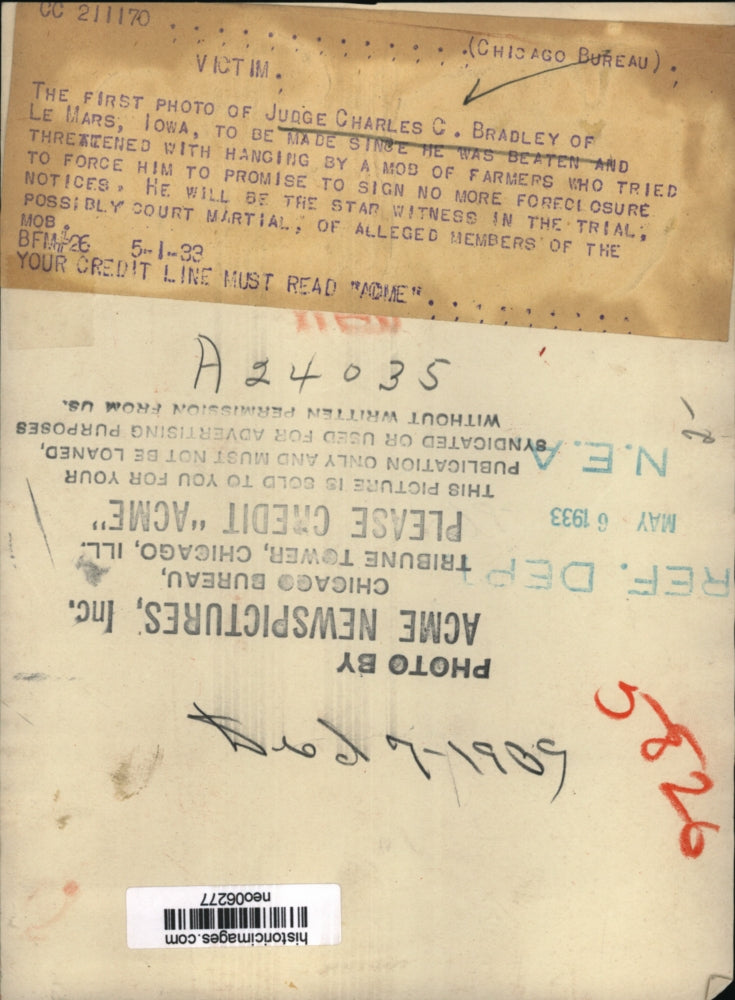 CC 211170 . . . . . . . . . . . . . (CHICAGO BUREAU) .
VICTIM.
THE FIRST PHOTO OF JUDGE CHARLES C. BRADLEY OF
LE MARS, IOWA, TO BE MADE SINCE HE WAS BEATEN AND
THREATENED WITH HANGING BY A MOB OF FARMERS WHO TRIED
TO FORCE HIM TO PROMISE TO SIGN NO MORE FORECLOSURE
NOTICES. HE WILL BE THE STAR WITNESS IN THE TRIAL,
POSSIBLY COURT MARTIAL, OF ALLEGED MEMBERS OF THE
MOB.
BFM#26 5-1-33
YOUR CREDIT LINE MUST READ "ACME". . . . . . . . . .
A24035
PHOTO BY
ACME NEWSPICTURES, Inc.
CHICAGO BUREAU,
TRIBUNE TOWER, CHICAGO, ILL.
PLEASE CREDIT "ACME"
THIS PICTURE IS SOLD TO YOU FOR YOUR
PUBLICATION ONLY AND MUST NOT BE LOANED,
SYNDICATED OR USED FOR ADVERTISING PURPOSES
WITHOUT WRITTEN PERMISSION FROM US.
REF. DEPT
MAY 6 1933
N.E.A
5826
historicimages.com
neo06277